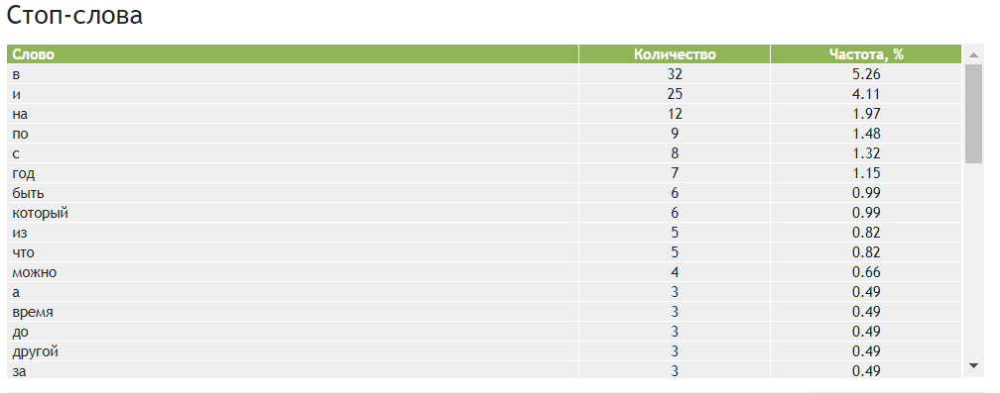 Стоп-слова
Слово Количество Частота, %
в 32 5.26
и 25 4.11
на 12 1.97
по 9 1.48
с 8 1.32
год 7 1.15
быть 6 0.99
который 6 0.99
из 5 0.82
что 5 0.82
можно 4 0.66
а 3 0.49
время 3 0.49
до 3 0.49
другой 3 0.49
за 3 0.49